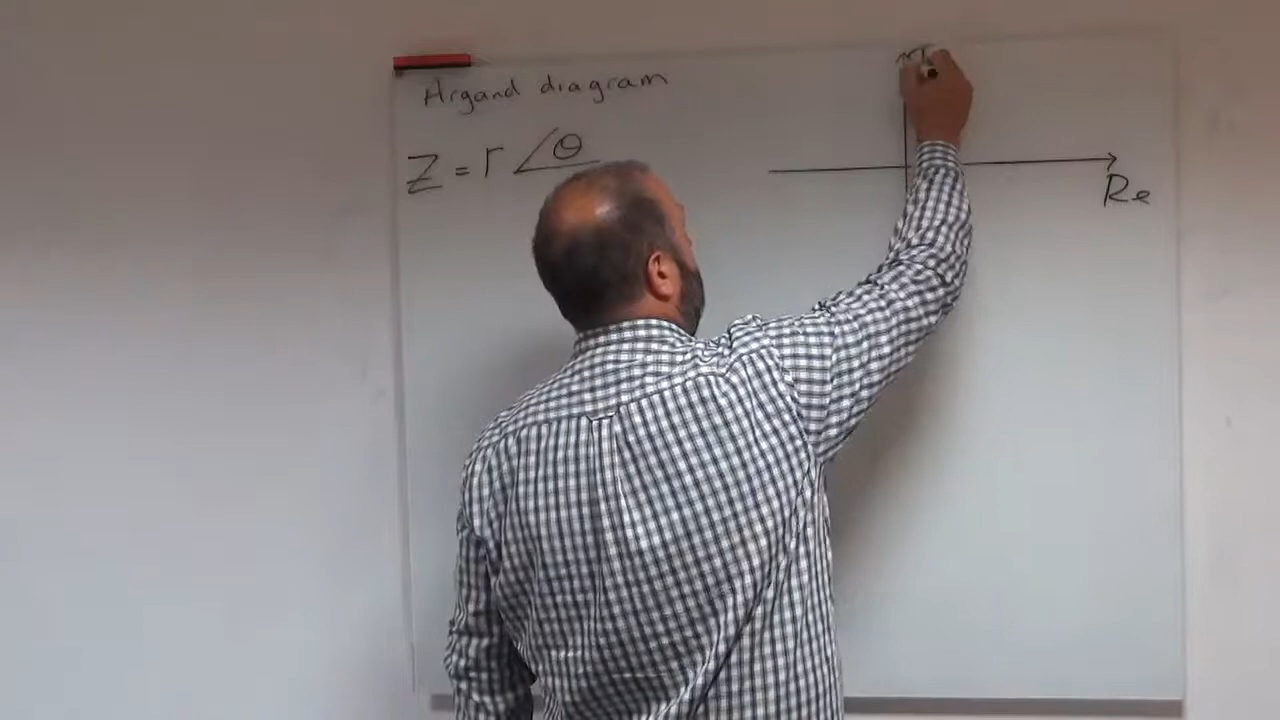 Argand diagram
Z = r ∠θ
Re